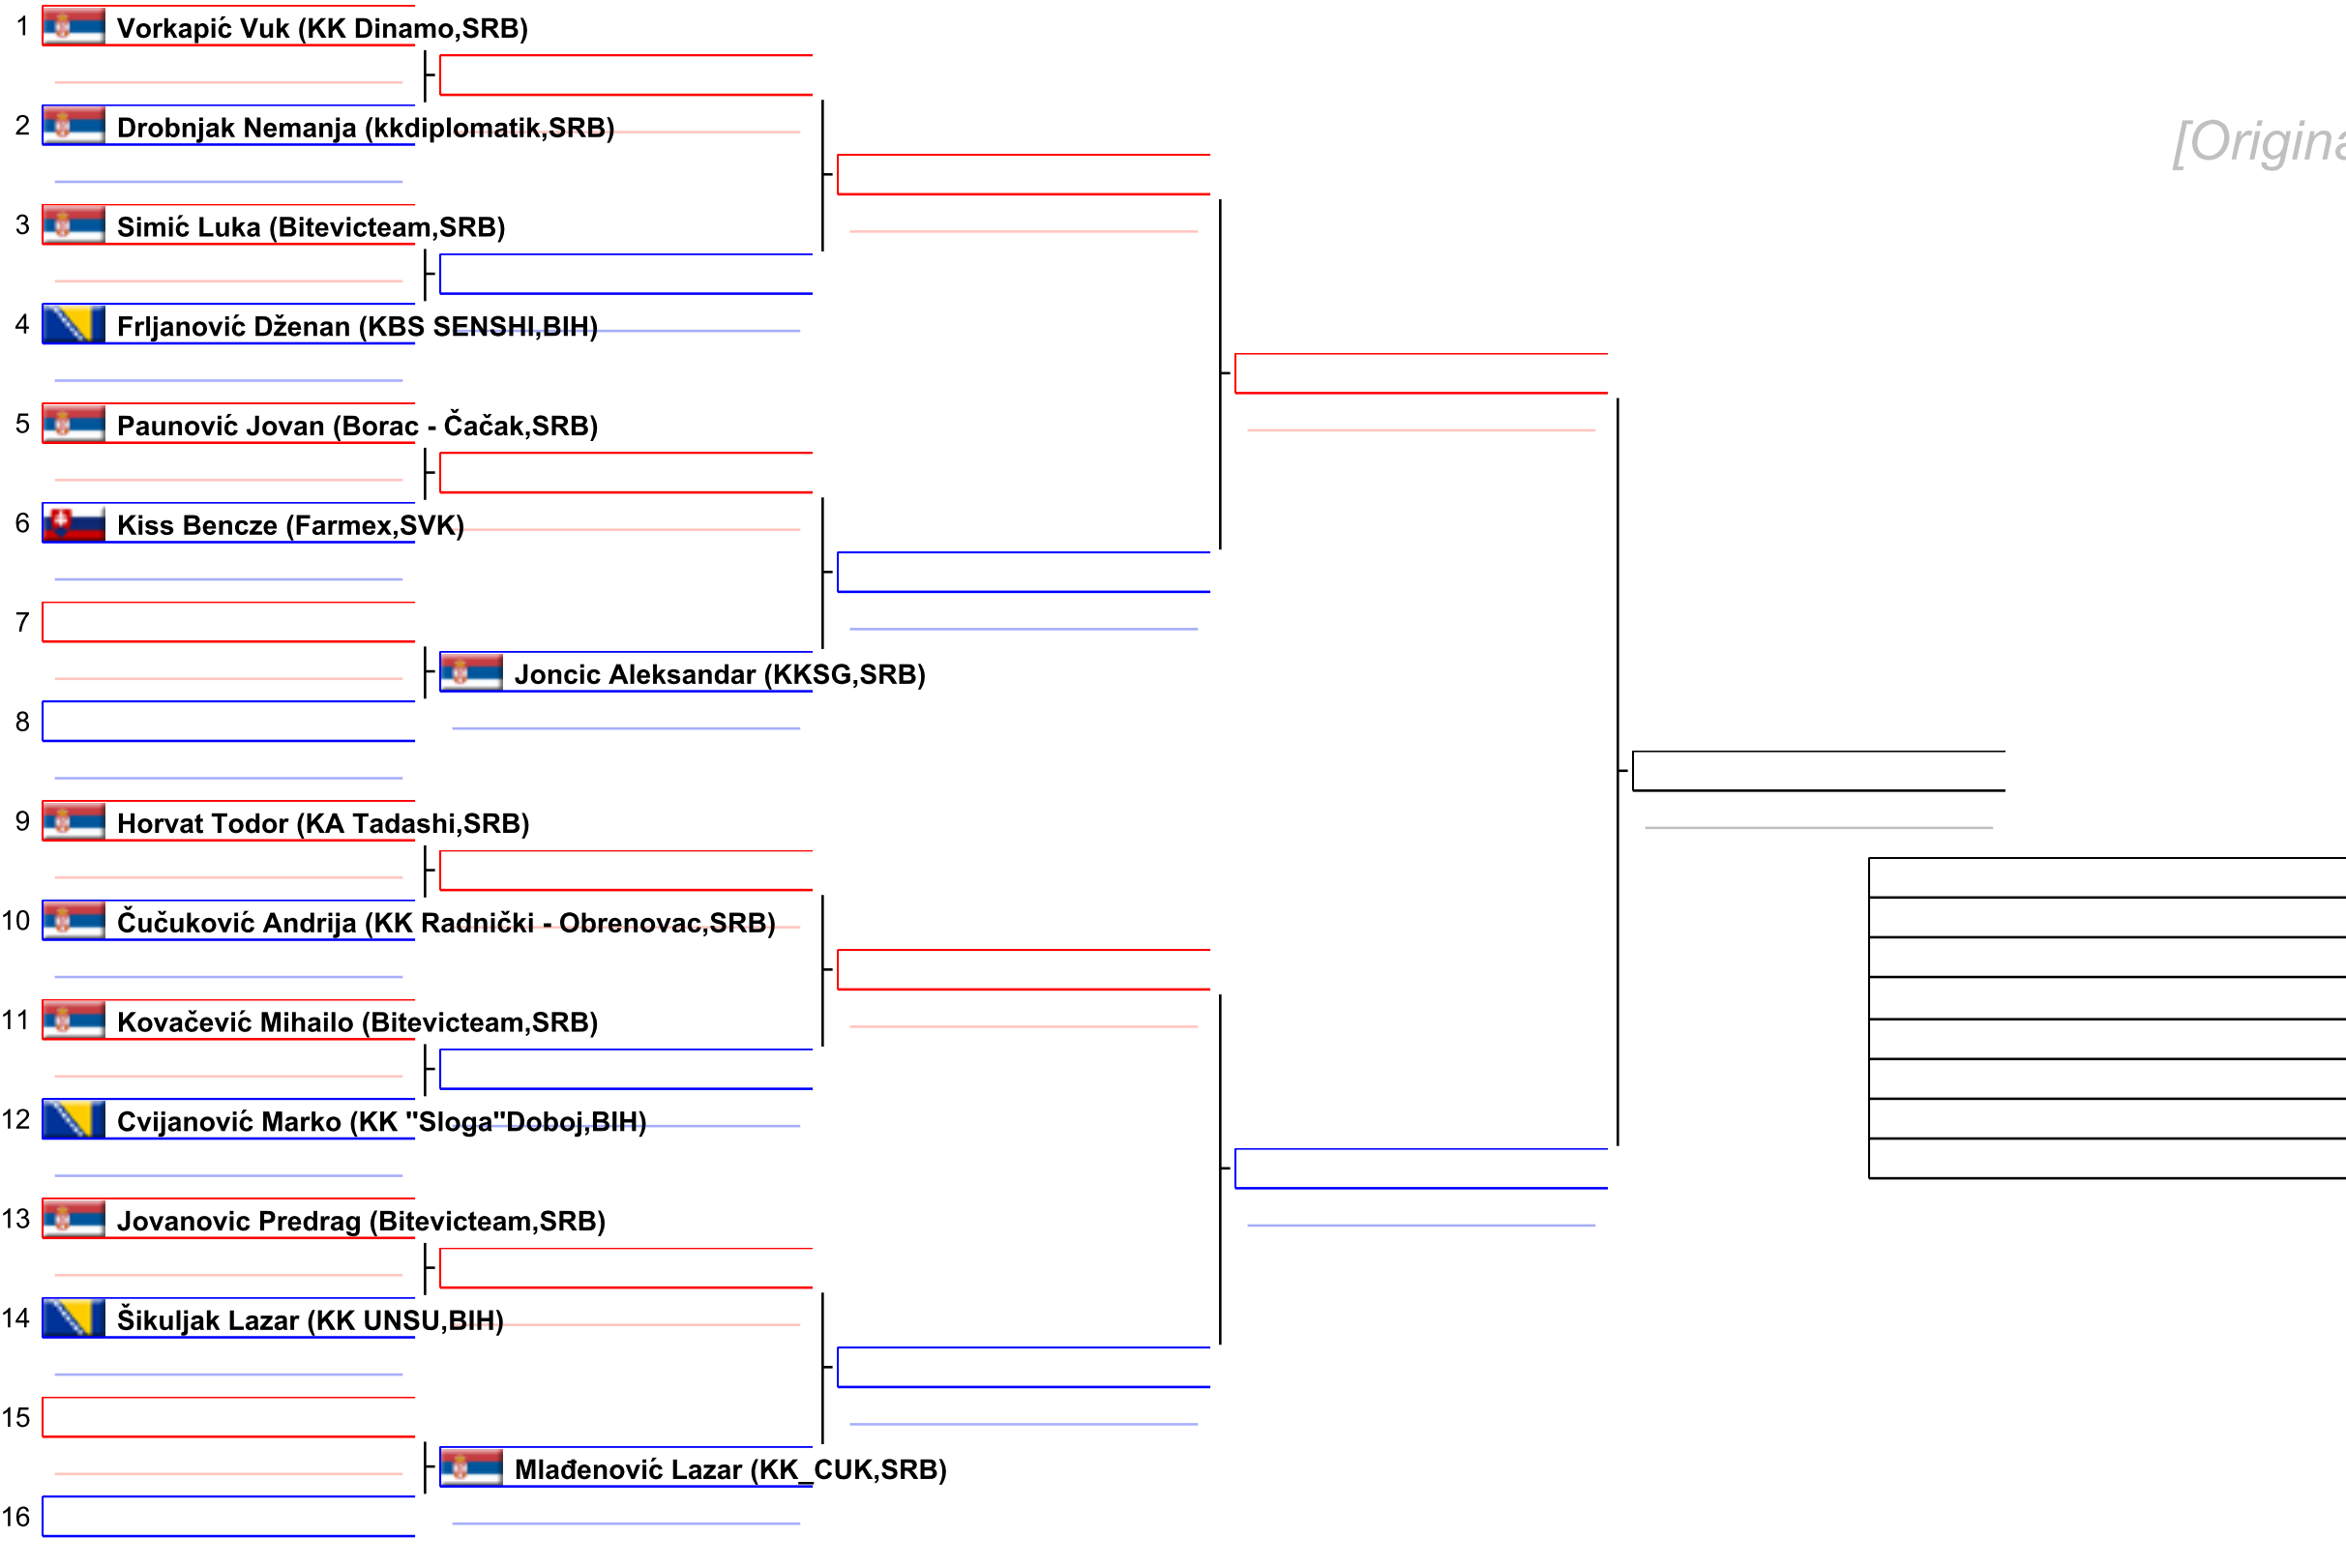 1 Vorkapić Vuk (KK Dinamo,SRB)
2 Drobnjak Nemanja (kkdiplomatik,SRB)
[Origina
3 Simić Luka (Bitevicteam,SRB)
4 Frljanović Dženan (KBS SENSHI,BIH)
5 Paunović Jovan (Borac - Čačak,SRB)
6 Kiss Bencze (Farmex,SVK)
7
Joncic Aleksandar (KKSG,SRB)
8
9 Horvat Todor (KA Tadashi,SRB)
10 Čučuković Andrija (KK Radnički - Obrenovac,SRB)
11 Kovačević Mihailo (Bitevicteam,SRB)
12 Cvijanović Marko (KK "Sloga"Doboj,BIH)
13 Jovanovic Predrag (Bitevicteam,SRB)
14 Šikuljak Lazar (KK UNSU,BIH)
15
Mlađenović Lazar (KK_CUK,SRB)
16